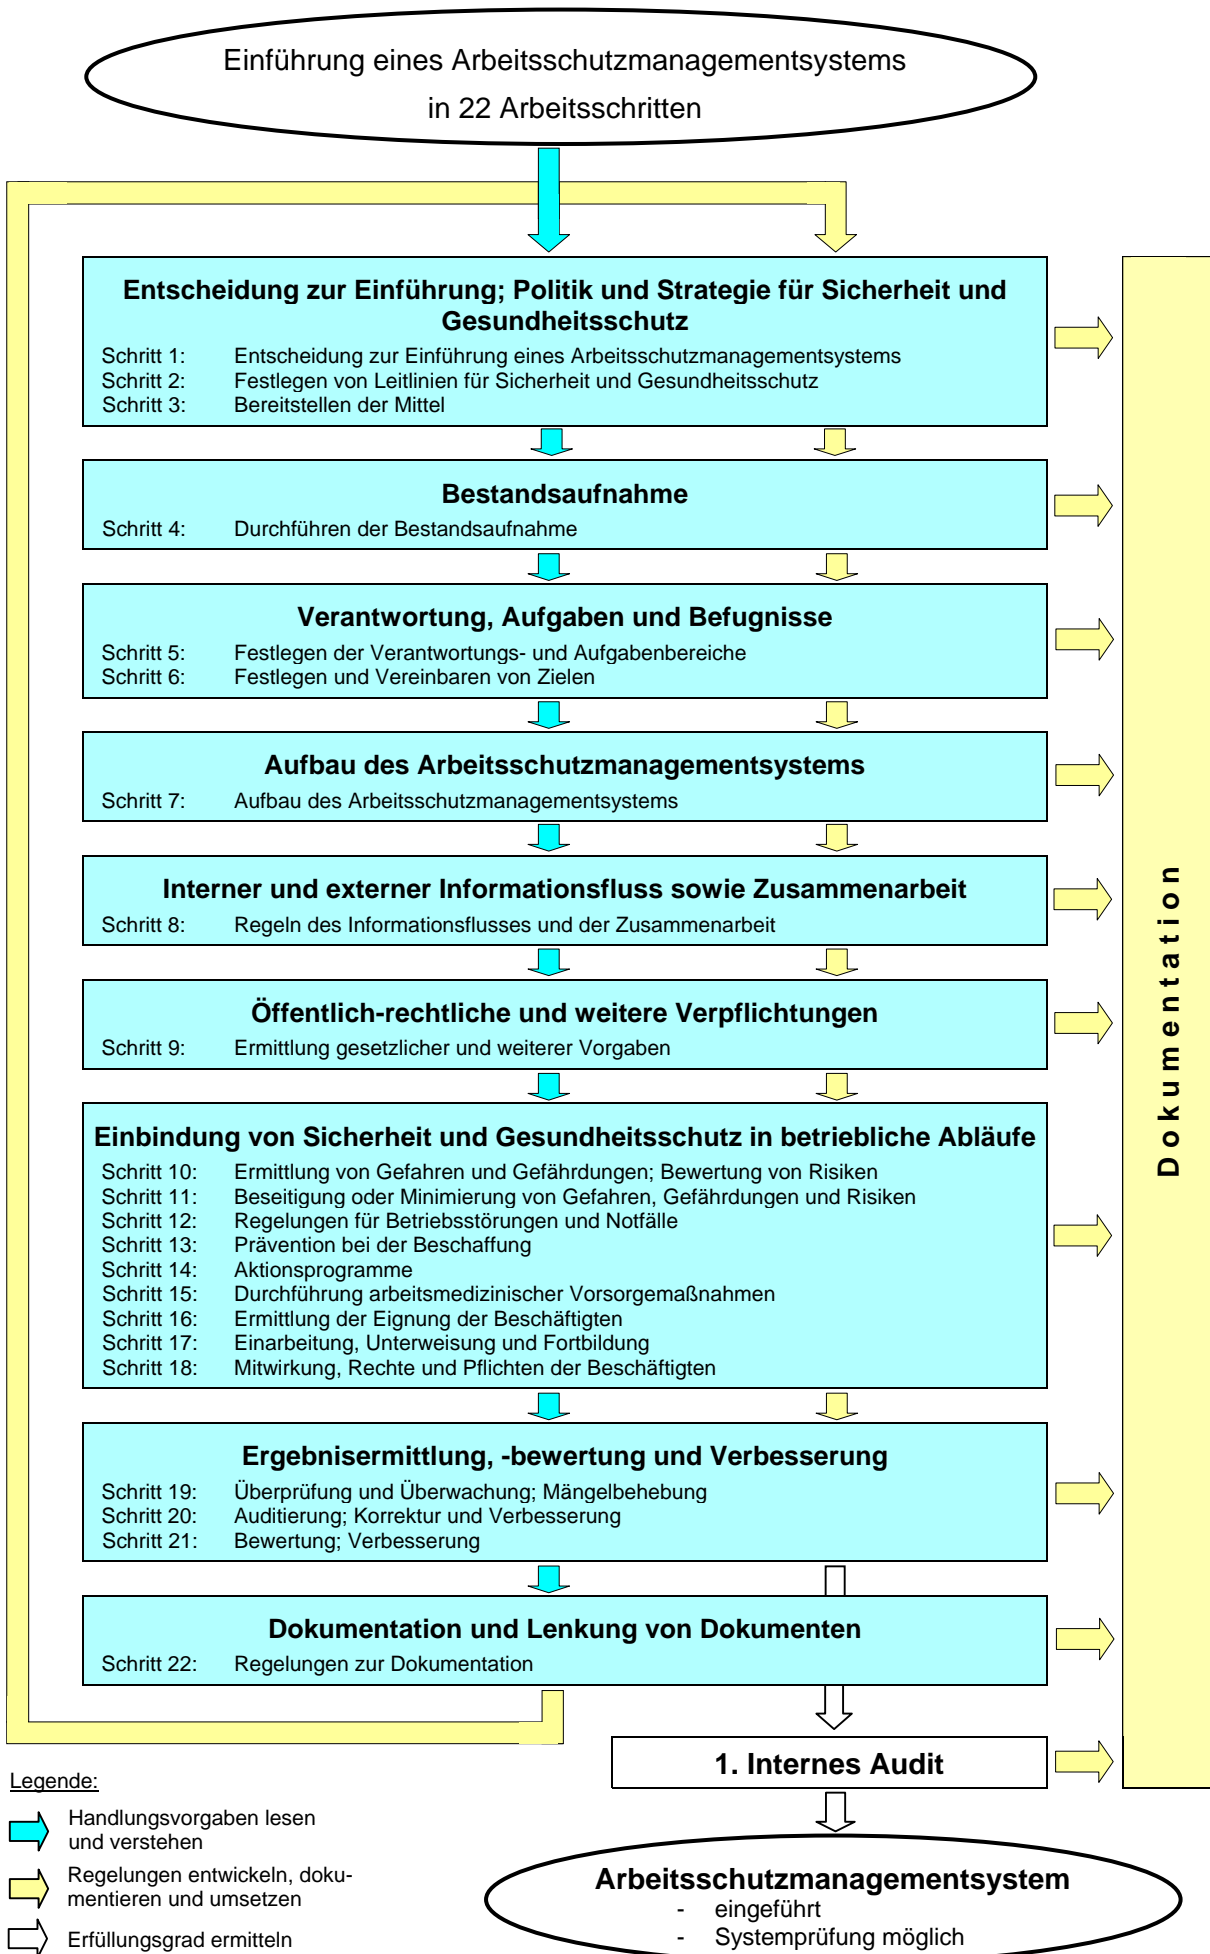 Einführung eines Arbeitsschutzmanagementsystems
in 22 Arbeitsschritten
Entscheidung zur Einführung; Politik und Strategie für Sicherheit und
Gesundheitsschutz
Schritt 1: Entscheidung zur Einführung eines Arbeitsschutzmanagementsystems
Schritt 2: Festlegen von Leitlinien für Sicherheit und Gesundheitsschutz
Schritt 3: Bereitstellen der Mittel
Bestandsaufnahme
Schritt 4: Durchführen der Bestandsaufnahme
Verantwortung, Aufgaben und Befugnisse
Schritt 5: Festlegen der Verantwortungs- und Aufgabenbereiche
Schritt 6: Festlegen und Vereinbaren von Zielen
Aufbau des Arbeitsschutzmanagementsystems
Schritt 7: Aufbau des Arbeitsschutzmanagementsystems
Interner und externer Informationsfluss sowie Zusammenarbeit
Schritt 8: Regeln des Informationsflusses und der Zusammenarbeit
Öffentlich-rechtliche und weitere Verpflichtungen
Schritt 9: Ermittlung gesetzlicher und weiterer Vorgaben
Einbindung von Sicherheit und Gesundheitsschutz in betriebliche Abläufe
Schritt 10: Ermittlung von Gefahren und Gefährdungen; Bewertung von Risiken
Schritt 11: Beseitigung oder Minimierung von Gefahren, Gefährdungen und Risiken
Schritt 12: Regelungen für Betriebsstörungen und Notfälle
Schritt 13: Prävention bei der Beschaffung
Schritt 14: Aktionsprogramme
Schritt 15: Durchführung arbeitsmedizinischer Vorsorgemaßnahmen
Schritt 16: Ermittlung der Eignung der Beschäftigten
Schritt 17: Einarbeitung, Unterweisung und Fortbildung
Schritt 18: Mitwirkung, Rechte und Pflichten der Beschäftigten
Ergebnisermittlung, -bewertung und Verbesserung
Schritt 19: Überprüfung und Überwachung; Mängelbehebung
Schritt 20: Auditierung; Korrektur und Verbesserung
Schritt 21: Bewertung; Verbesserung
Dokumentation und Lenkung von Dokumenten
Schritt 22: Regelungen zur Dokumentation
Dokumentation
1. Internes Audit
Legende:
Handlungsvorgaben lesen
und verstehen
Regelungen entwickeln, doku-
mentieren und umsetzen
Erfüllungsgrad ermitteln
Arbeitsschutzmanagementsystem
- eingeführt
- Systemprüfung möglich